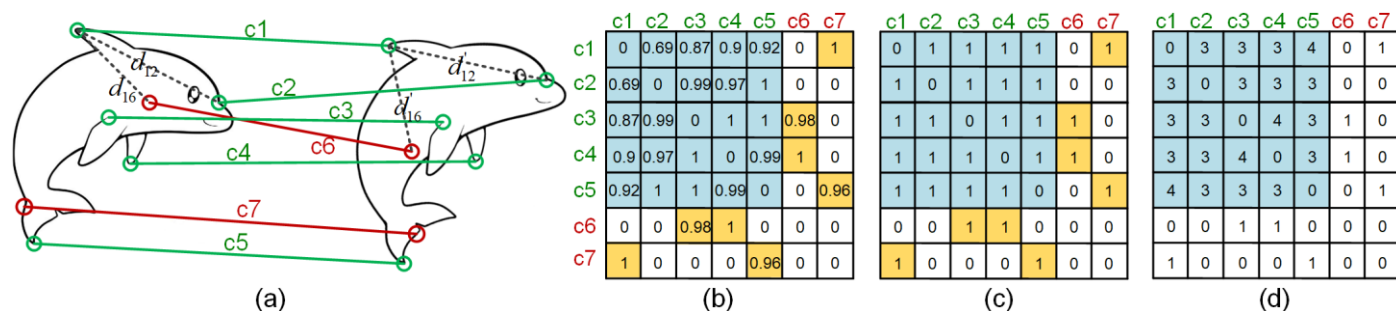 c1
d12
d'12
c2
d16
c3
d'16
c6
c4
c7
c5
(a)
c1 c2 c3 c4 c5 c6 c7
c1 0 0.69 0.87 0.9 0.92 0 1
c2 0.69 0 0.99 0.97 1 0 0
c3 0.87 0.99 0 1 1 0.98 0
c4 0.9 0.97 1 0 0.99 1 0
c5 0.92 1 1 0.99 0 0 0.96
c6 0 0 0.98 1 0 0 0
c7 1 0 0 0 0.96 0 0
(b)
c1 c2 c3 c4 c5 c6 c7
0 1 1 1 1 0 1
1 0 1 1 1 0 0
1 1 0 1 1 1 0
1 1 1 0 1 1 0
1 1 1 1 0 0 1
0 0 1 1 0 0 0
1 0 0 0 1 0 0
(c)
c1 c2 c3 c4 c5 c6 c7
0 3 3 3 4 0 1
3 0 3 3 3 0 0
3 3 0 4 3 1 0
3 3 4 0 3 1 0
4 3 3 3 0 0 1
0 0 1 1 0 0 0
1 0 0 0 1 0 0
(d)